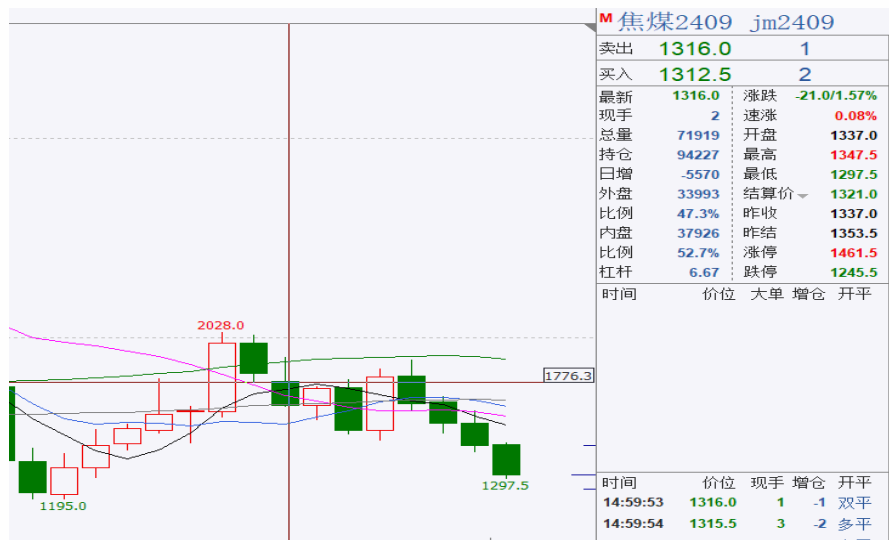 M 焦煤2409 jm2409
卖出 1316.0 1
买入 1312.5 2
最新 1316.0 涨跌 -21.0/1.57%
现手 2 速涨 0.08%
总量 71919 开盘 1337.0
持仓 94227 最高 1347.5
日增 -5570 最低 1297.5
外盘 33993 结算价 1321.0
比例 47.3% 昨收 1337.0
内盘 37926 昨结 1353.5
比例 52.7% 涨停 1461.5
杠杆 6.67 跌停 1245.5
时间 价位 大单 增仓 开平
2028.0
1776.3
1297.5
1195.0
时间 价位 现手 增仓 开平
14:59:53 1316.0 1 -1 双平
14:59:54 1315.5 3 -2 多平